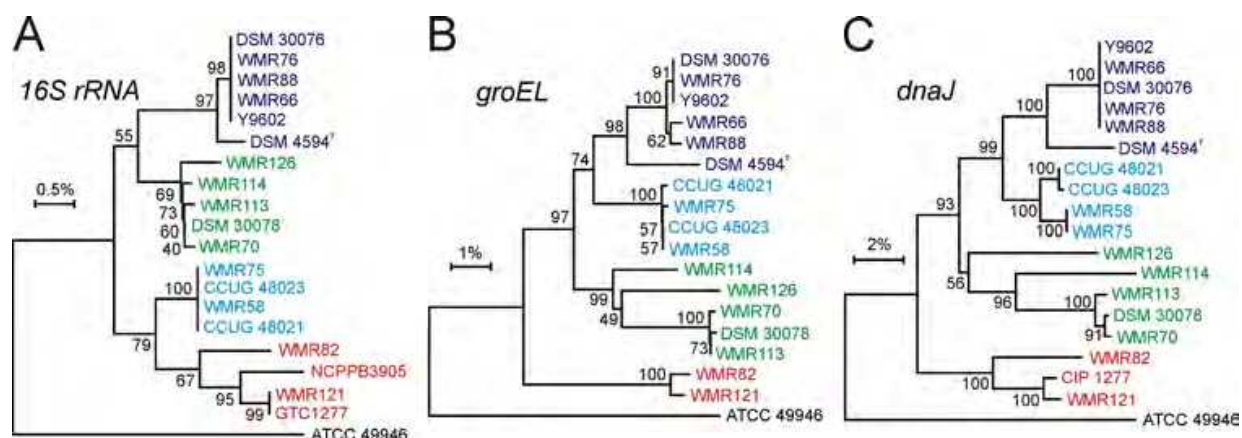 A
16S rRNA
0.5%
DSM 30076
WMR76
WMR88
WMR66
Y9602
DSM 4594ᵀ
WMR126
WMR114
WMR113
DSM 30078
WMR70
WMR75
CCUG 48023
WMR58
CCUG 48021
WMR82
NCPPB3905
WMR121
GTC1277
ATCC 49946
98
97
55
69
73
60
40
100
79
67
95
99
B
groEL
1%
DSM 30076
WMR76
Y9602
WMR66
WMR88
DSM 4594ᵀ
CCUG 48021
WMR75
CCUG 48023
WMR58
WMR114
WMR126
WMR70
DSM 30078
WMR113
WMR82
WMR121
ATCC 49946
91
100
62
98
74
100
57
57
97
99
49
100
73
100
C
dnaJ
2%
Y9602
WMR66
DSM 30076
WMR76
WMR88
DSM 4594ᵀ
CCUG 48021
CCUG 48023
WMR58
WMR75
WMR126
WMR114
WMR113
DSM 30078
WMR70
WMR82
CIP 1277
WMR121
ATCC 49946
100
100
99
100
100
100
93
56
96
100
91
100
100